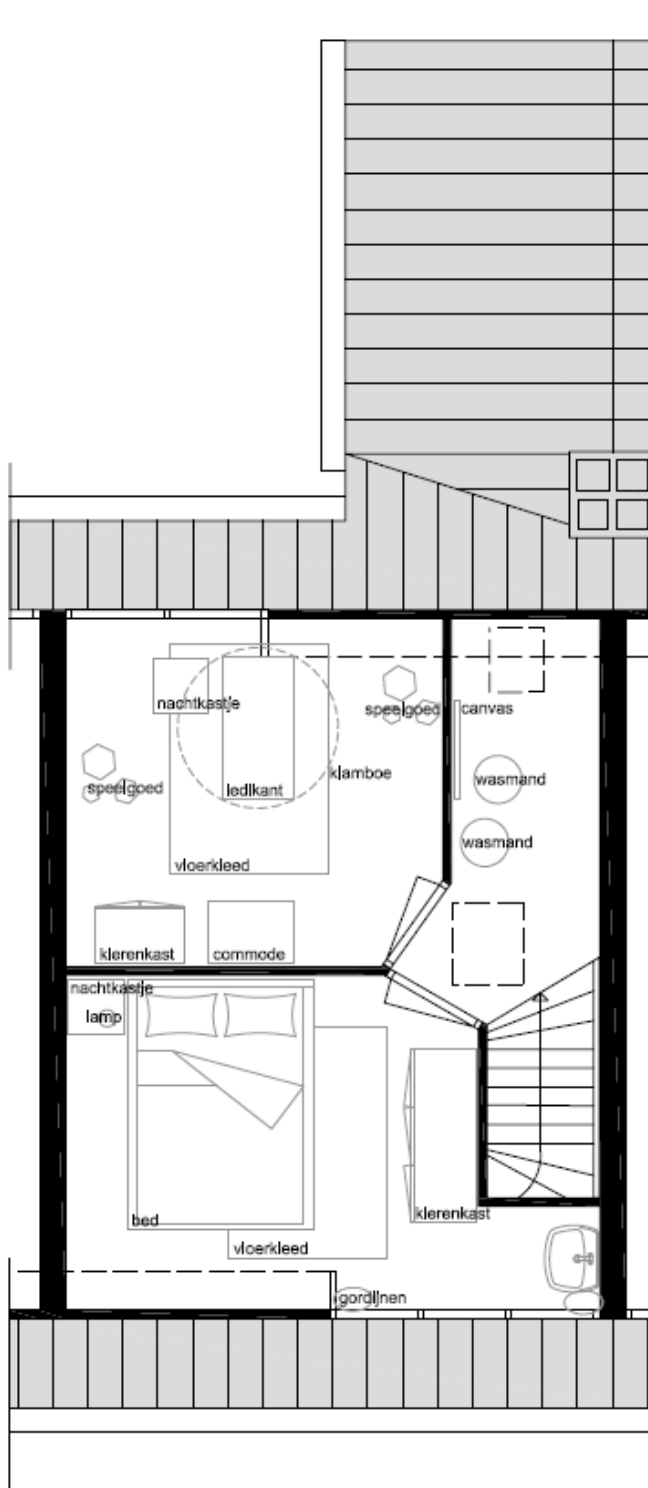 nachtkastje
speelgoed
canvas
klamboe
wasmand
speelgoed
ledikant
wasmand
vloerkleed
klerenkast
commode
nachtkastje
lamp
klerenkast
bed
vloerkleed
gordijnen